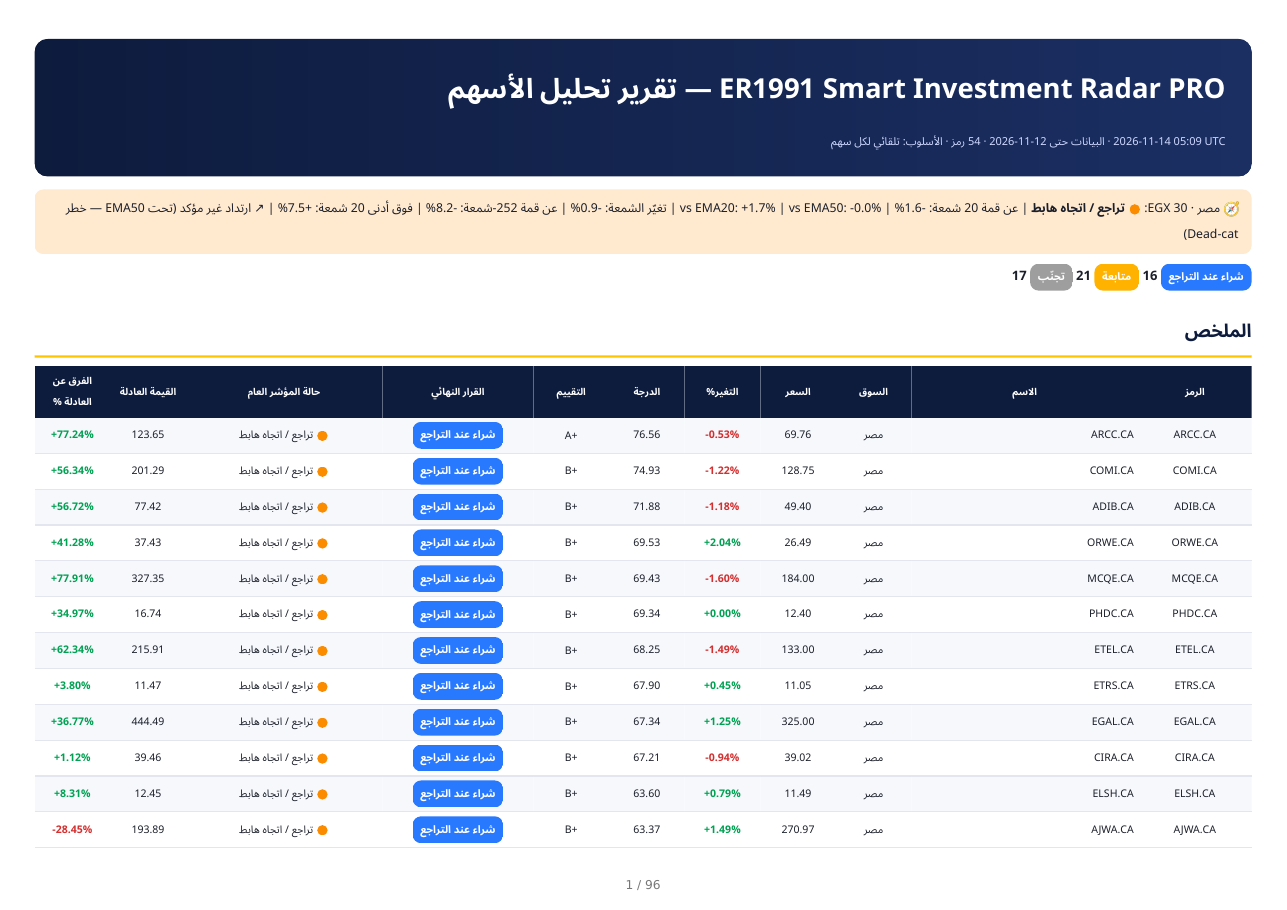 ER1991 Smart Investment Radar PRO — تقرير تحليل الأسهم
2026-11-14 05:09 UTC · البيانات حتى 12-11-2026 · 54 رمز · الأسلوب: تلقائي لكل سهم
🧭 مصر · EGX 30: 🟠 تراجع / اتجاه هابط | عن قمة 20 شمعة: -1.6% | vs EMA20: +1.7% | vs EMA50: -0.0% | تغيّر الشمعة: -0.9% | عن قمة 252-شمعة: -8.2% | فوق أدنى 20 شمعة: +7.5% | ↗ ارتداد غير مؤكد (تحت EMA50 — خطر
Dead-cat)
شراء عند التراجع 16 متابعة 21 تجنّب 17
الملخص
الرمز الاسم السوق السعر التغير% الدرجة التقييم القرار النهائي حالة المؤشر العام القيمة العادلة الفرق عن العادلة %
ARCC.CA ARCC.CA مصر 69.76 -0.53% 76.56 A+ شراء عند التراجع 🟠 تراجع / اتجاه هابط 123.65 +77.24%
COMI.CA COMI.CA مصر 128.75 -1.22% 74.93 B+ شراء عند التراجع 🟠 تراجع / اتجاه هابط 201.29 +56.34%
ADIB.CA ADIB.CA مصر 49.40 -1.18% 71.88 B+ شراء عند التراجع 🟠 تراجع / اتجاه هابط 77.42 +56.72%
ORWE.CA ORWE.CA مصر 26.49 +2.04% 69.53 B+ شراء عند التراجع 🟠 تراجع / اتجاه هابط 37.43 +41.28%
MCQE.CA MCQE.CA مصر 184.00 -1.60% 69.43 B+ شراء عند التراجع 🟠 تراجع / اتجاه هابط 327.35 +77.91%
PHDC.CA PHDC.CA مصر 12.40 +0.00% 69.34 B+ شراء عند التراجع 🟠 تراجع / اتجاه هابط 16.74 +34.97%
ETEL.CA ETEL.CA مصر 133.00 -1.49% 68.25 B+ شراء عند التراجع 🟠 تراجع / اتجاه هابط 215.91 +62.34%
ETRS.CA ETRS.CA مصر 11.05 +0.45% 67.90 B+ شراء عند التراجع 🟠 تراجع / اتجاه هابط 11.47 +3.80%
EGAL.CA EGAL.CA مصر 325.00 +1.25% 67.34 B+ شراء عند التراجع 🟠 تراجع / اتجاه هابط 444.49 +36.77%
CIRA.CA CIRA.CA مصر 39.02 -0.94% 67.21 B+ شراء عند التراجع 🟠 تراجع / اتجاه هابط 39.46 +1.12%
ELSH.CA ELSH.CA مصر 11.49 +0.79% 63.60 B+ شراء عند التراجع 🟠 تراجع / اتجاه هابط 12.45 +8.31%
AJWA.CA AJWA.CA مصر 270.97 +1.49% 63.37 B+ شراء عند التراجع 🟠 تراجع / اتجاه هابط 193.89 -28.45%
1 / 96